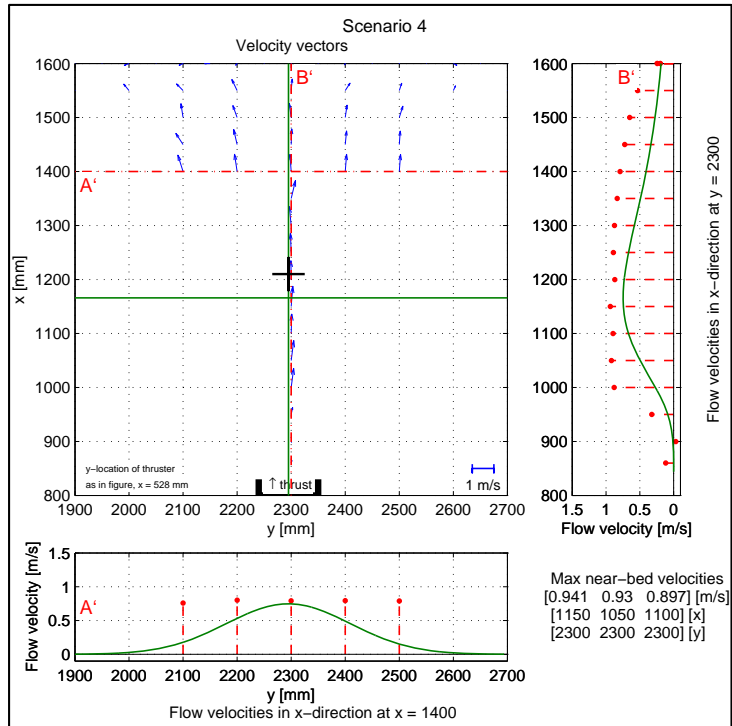 Scenario 4
Velocity vectors
1600
1500
1400
1300
1200
1100
1000
900
800
x [mm]
A‘
B‘
y−location of thruster
as in figure, x = 528 mm
↑ thrust
1 m/s
1900 2000 2100 2200 2300 2400 2500 2600 2700
y [mm]
B‘
1600
1500
1400
1300
1200
1100
1000
900
800
1 0.5 0
Flow velocity [m/s]
Flow velocities in x−direction at y = 2300
1.5
1
0.5
0
Flow velocity [m/s]
A‘
1900 2000 2100 2200 2300 2400 2500 2600 2700
y [mm]
Flow velocities in x−direction at x = 1400
Max near−bed velocities
[0.941 0.93 0.897] [m/s]
[1150 1050 1100] [x]
[2300 2300 2300] [y]